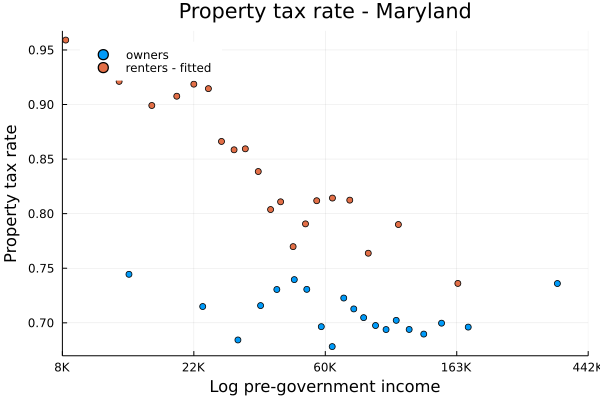 Property tax rate - Maryland
owners
renters - fitted
Property tax rate
0.95
0.90
0.85
0.80
0.75
0.70
8K 22K 60K 163K 442K
Log pre-government income